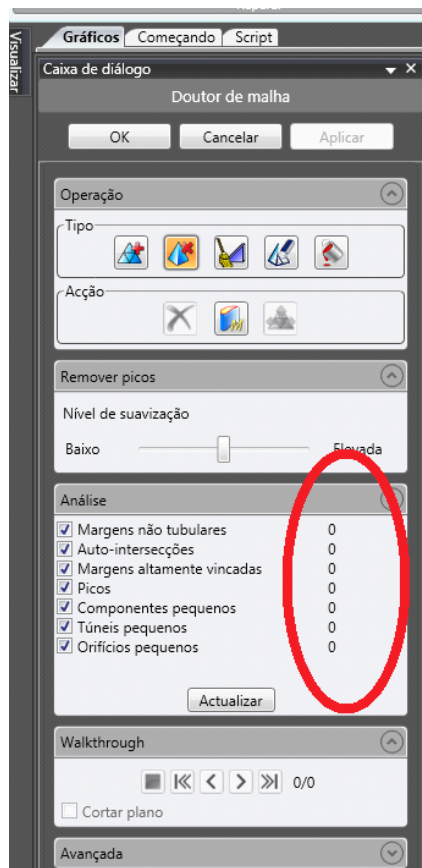 Visualizar
Gráficos Começando Script
Caixa de diálogo
Doutor de malha
OK Cancelar Aplicar
Operação
Tipo
Acção
Remover picos
Nível de suavização
Baixo Elevada
Análise
Margens não tubulares 0
Auto-intersecções 0
Margens altamente vincadas 0
Picos 0
Componentes pequenos 0
Túneis pequenos 0
Orifícios pequenos 0
Actualizar
Walkthrough
0/0
Cortar plano
Avançada